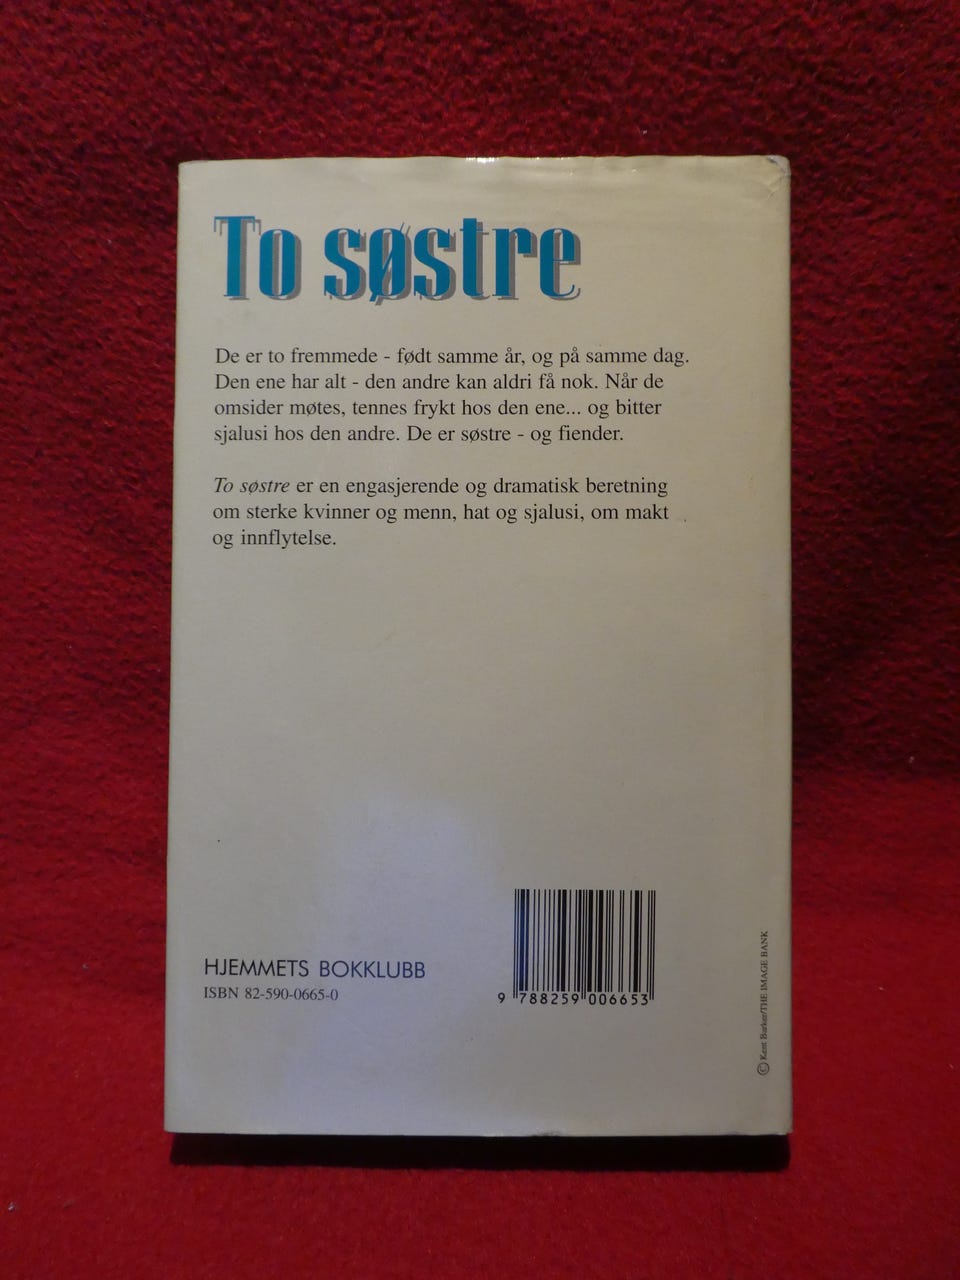 To søstre
De er to fremmede - født samme år, og på samme dag.
Den ene har alt - den andre kan aldri få nok. Når de
omsider møtes, tennes frykt hos den ene... og bitter
sjalusi hos den andre. De er søstre - og fiender.
To søstre er en engasjerende og dramatisk beretning
om sterke kvinner og menn, hat og sjalusi, om makt
og innflytelse.
HJEMMETS BOKKLUBB
ISBN 82-590-0665-0
9 788259 006653
© Kent Barker/THE IMAGE BANK